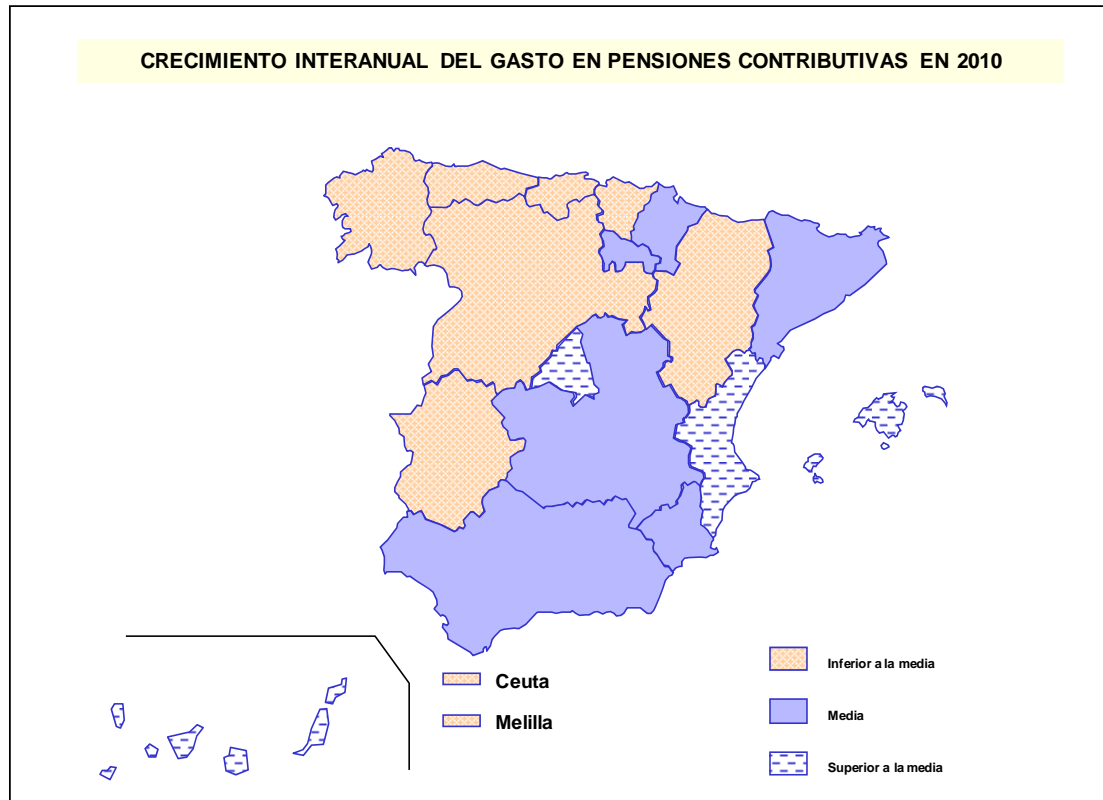 CRECIMIENTO INTERANUAL DEL GASTO EN PENSIONES CONTRIBUTIVAS EN 2010
Ceuta
Melilla
Inferior a la media
Media
Superior a la media